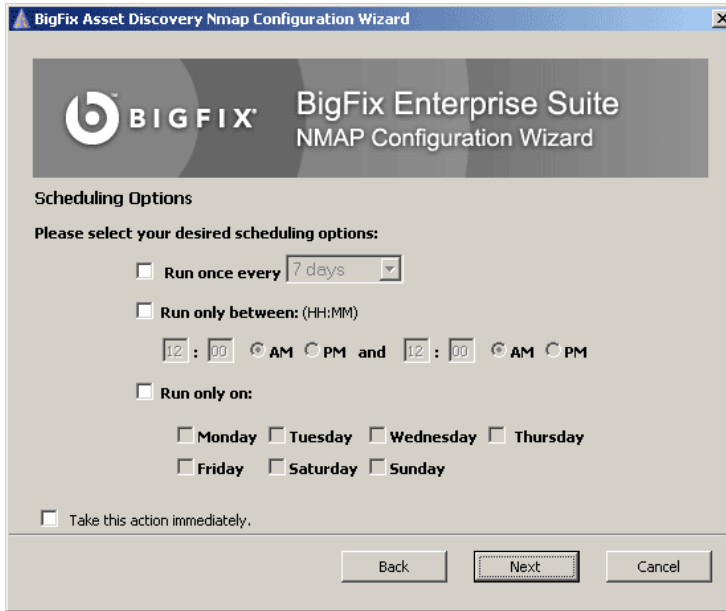 BigFix Asset Discovery Nmap Configuration Wizard
BIGFIX®
BigFix Enterprise Suite
NMAP Configuration Wizard
Scheduling Options
Please select your desired scheduling options:
Run once every 7 days
Run only between: (HH:MM)
12 : 00 AM PM and 12 : 00 AM PM
Run only on:
Monday Tuesday Wednesday Thursday
Friday Saturday Sunday
Take this action immediately.
Back Next Cancel